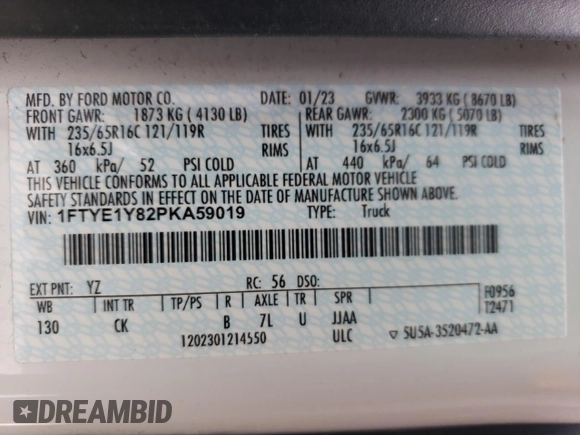 MFD. BY FORD MOTOR CO. DATE: 01/23 GVWR: 3933 KG ( 8670 LB)
FRONT GAWR: 1873 KG ( 4130 LB) REAR GAWR: 2300 KG ( 5070 LB)
WITH 235/65R16C 121/119R TIRES WITH 235/65R16C 121/119R TIRES
16x6.5J RIMS 16x6.5J RIMS
AT 360 kPa/ 52 PSI COLD AT 440 kPa/ 64 PSI COLD
THIS VEHICLE CONFORMS TO ALL APPLICABLE FEDERAL MOTOR VEHICLE
SAFETY STANDARDS IN EFFECT ON THE DATE OF MANUFACTURE SHOWN ABOVE.
VIN: 1FTYE1Y82PKA59019 TYPE: Truck
EXT PNT: YZ RC: 56 DSO: F0956
WB INT TR TP/PS R AXLE TR SPR T2471
130 CK B 7L U JJAA
1202301214550 ULC ▽ 5U5A-3520472-AA
DREAMBID